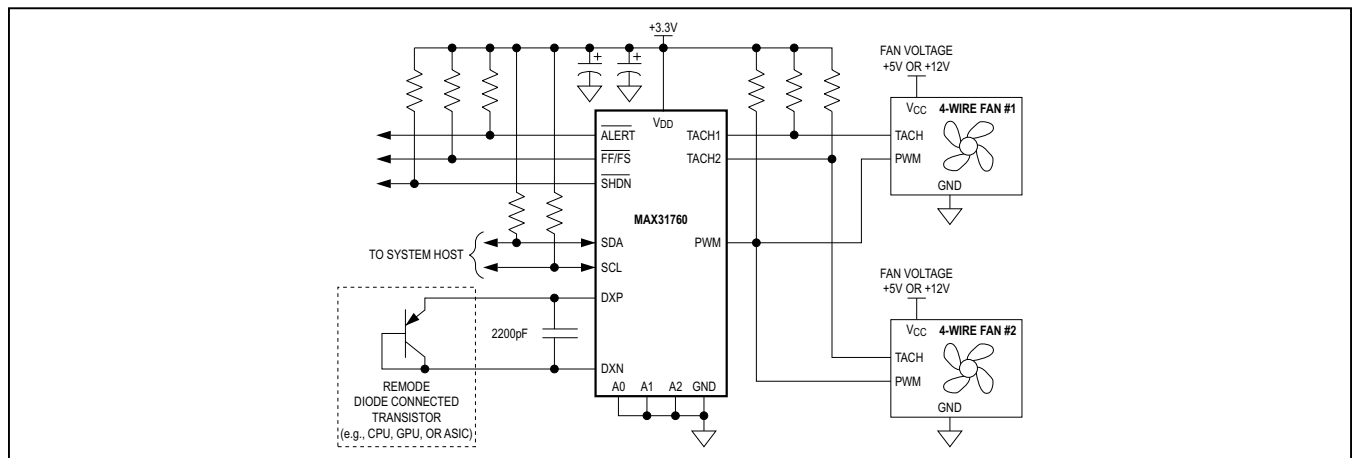 +3.3V
FAN VOLTAGE
+5V OR +12V
VCC
4-WIRE FAN #1
TACH
PWM
GND
VDD
ALERT
FF/FS
SHDN
TACH1
TACH2
MAX31760
SDA
SCL
PWM
TO SYSTEM HOST
DXP
DXN
2200pF
A0 A1 A2 GND
REMODE
DIODE CONNECTED
TRANSISTOR
(e.g., CPU, GPU, OR ASIC)
FAN VOLTAGE
+5V OR +12V
VCC
4-WIRE FAN #2
TACH
PWM
GND
+
+